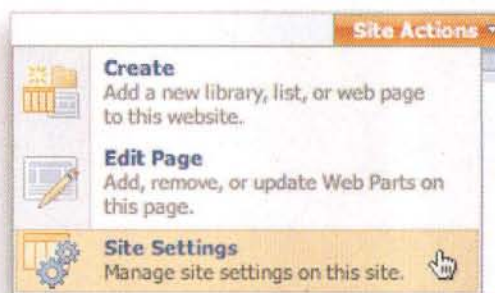 Site Actions
Create
Add a new library, list, or web page
to this website.
Edit Page
Add, remove, or update Web Parts on
this page.
Site Settings
Manage site settings on this site.